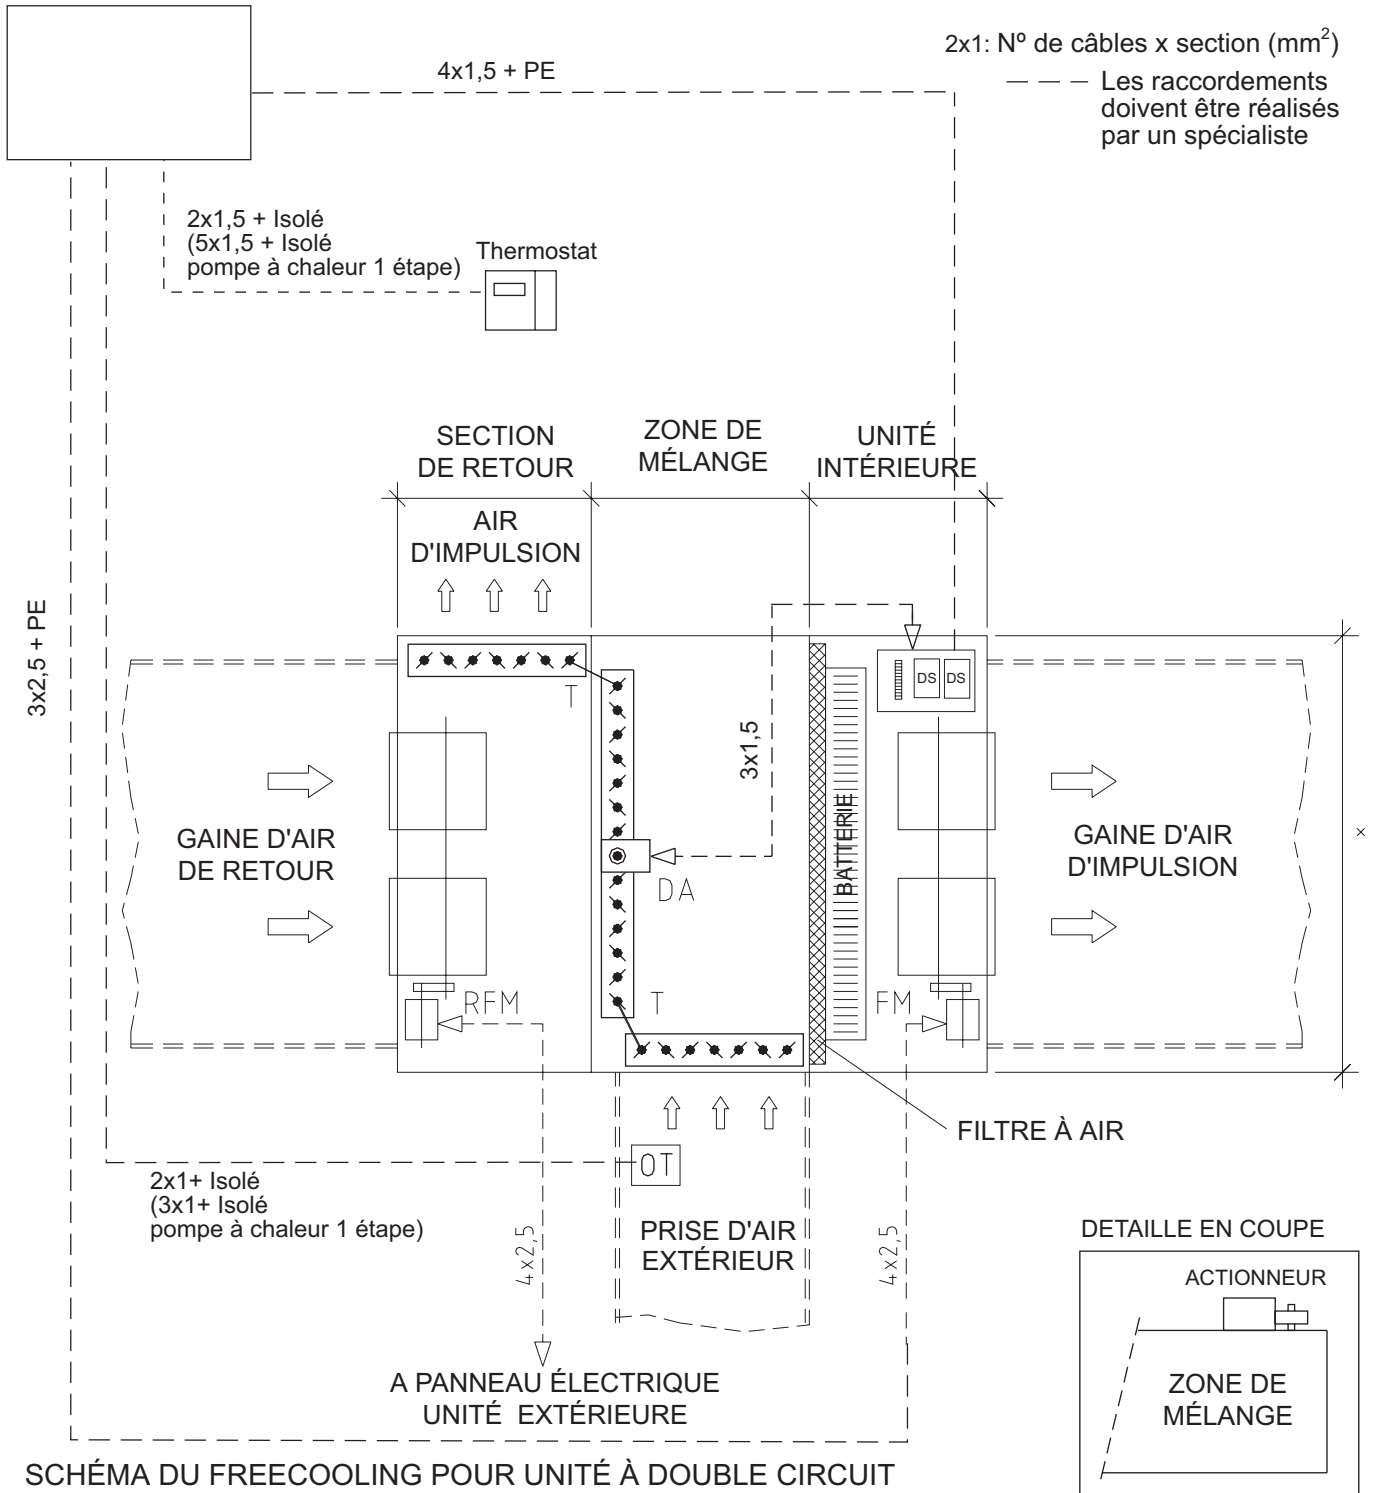 2x1: Nº de câbles x section (mm²)
Les raccordements
doivent être réalisés
par un spécialiste
4x1,5 + PE
2x1,5 + Isolé
(5x1,5 + Isolé
pompe à chaleur 1 étape)
Thermostat
SECTION
DE RETOUR
ZONE DE
MÉLANGE
UNITÉ
INTÉRIEURE
AIR
D'IMPULSION
3x2,5 + PE
T
DS
DS
3x1,5
BATTERIE
GAINE D'AIR
DE RETOUR
GAINE D'AIR
D'IMPULSION
x
DA
RFM
T
FM
FILTRE À AIR
OT
2x1+ Isolé
(3x1+ Isolé
pompe à chaleur 1 étape)
4x2,5
PRISE D'AIR
EXTÉRIEUR
4x2,5
DETAILLE EN COUPE
ACTIONNEUR
ZONE DE
MÉLANGE
A PANNEAU ÉLECTRIQUE
UNITÉ EXTÉRIEURE
SCHÉMA DU FREECOOLING POUR UNITÉ À DOUBLE CIRCUIT